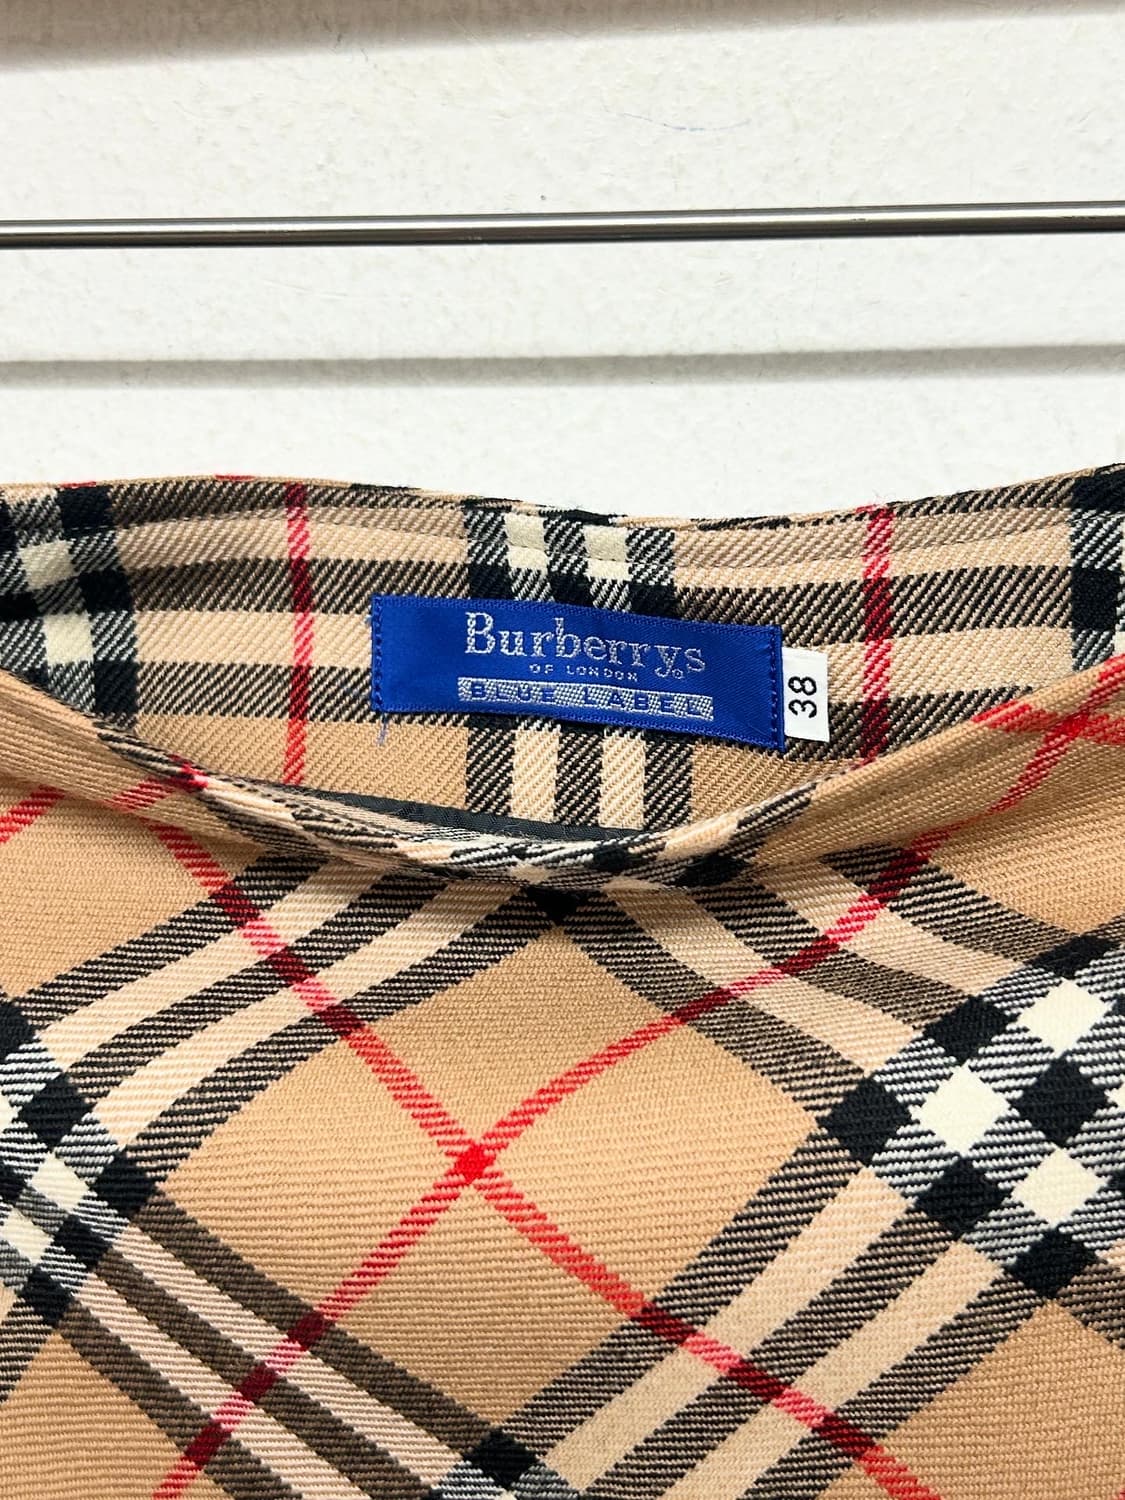 Burberrys®
OF LONDON
BLUE LABEL
38